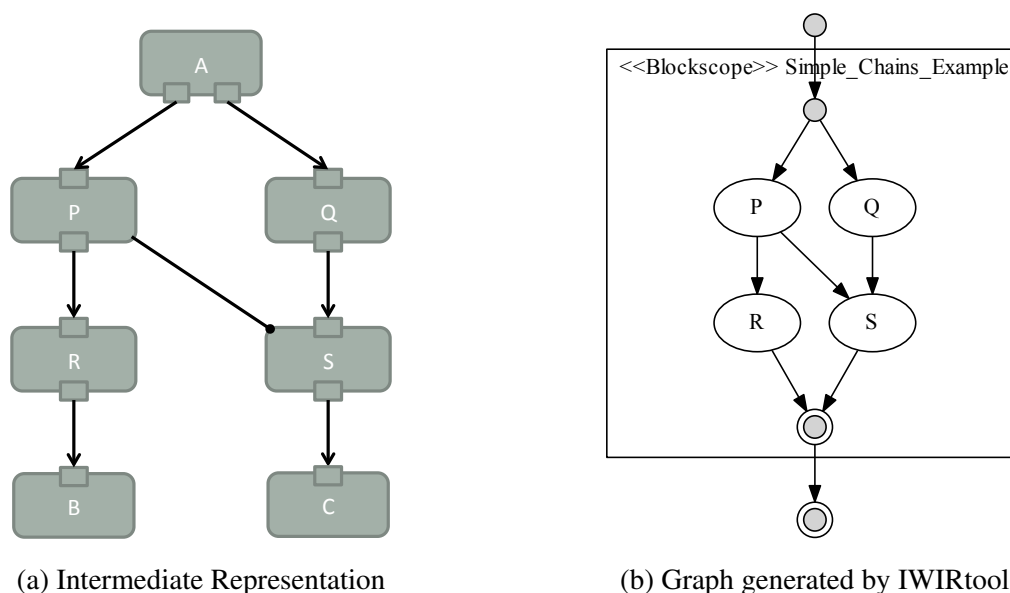 A
P
Q
R
S
B
C
(a) Intermediate Representation
<<Blockscope>> Simple_Chains_Example
P
Q
R
S
(b) Graph generated by IWIRtool